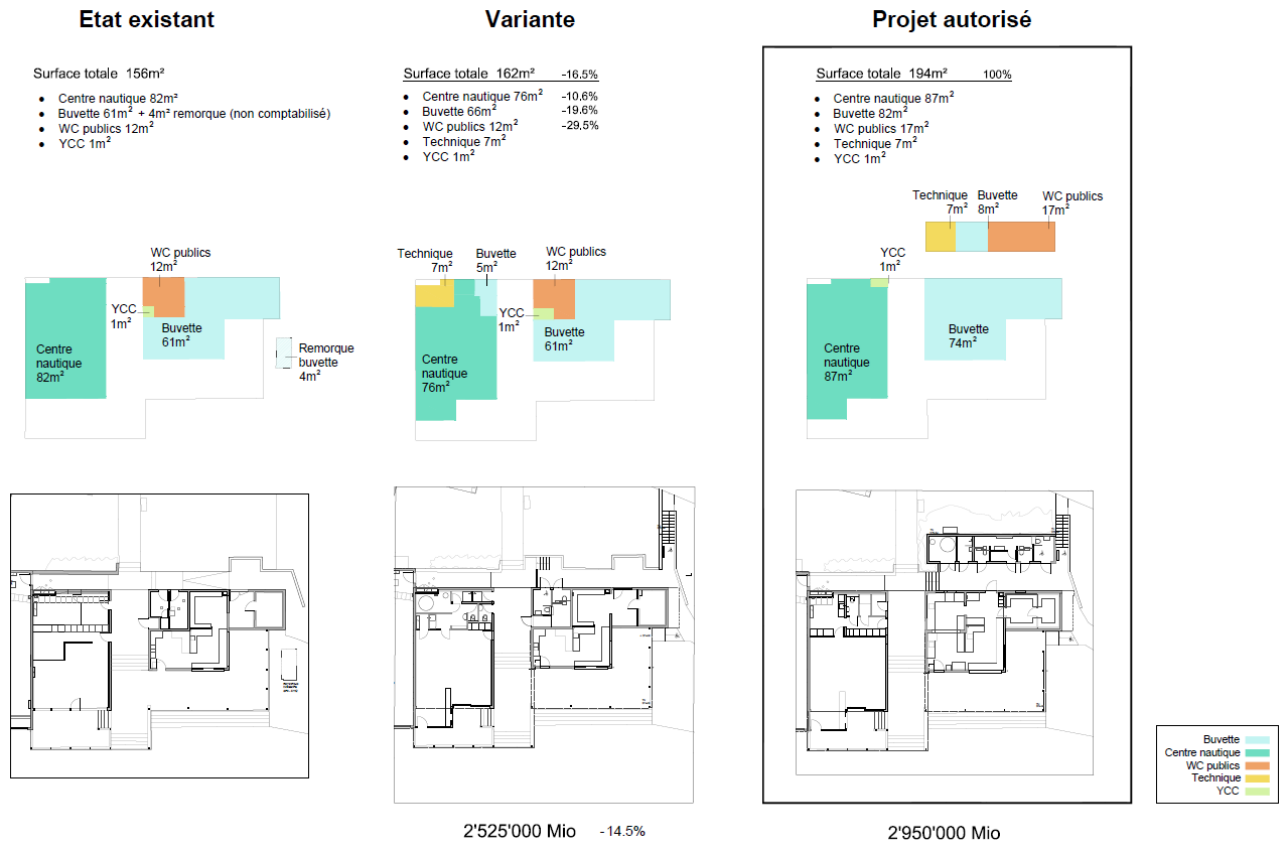 Etat existant
Surface totale 156m²
• Centre nautique 82m²
• Buvette 61m² + 4m² remorque (non comptabilisé)
• WC publics 12m²
• YCC 1m²
WC publics
12m²
YCC
1m²
Buvette
61m²
Centre
nautique
82m²
Remorque
buvette
4m²
Variante
Surface totale 162m² -16.5%
• Centre nautique 76m² -10.6%
• Buvette 66m² -19.6%
• WC publics 12m² -29,5%
• Technique 7m²
• YCC 1m²
Technique
7m²
Buvette
5m²
WC publics
12m²
YCC
1m²
Buvette
61m²
Centre
nautique
76m²
2'525'000 Mio -14.5%
Projet autorisé
Surface totale 194m² 100%
• Centre nautique 87m²
• Buvette 82m²
• WC publics 17m²
• Technique 7m²
• YCC 1m²
Technique
7m²
Buvette
8m²
WC publics
17m²
YCC
1m²
Centre
nautique
87m²
Buvette
74m²
2'950'000 Mio
Buvette
Centre nautique
WC publics
Technique
YCC